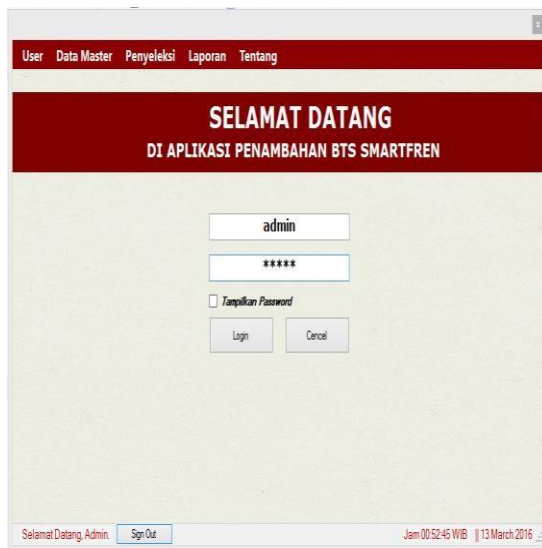 User Data Master Penyeleksi Laporan Tentang
SELAMAT DATANG
DI APLIKASI PENAMBAHAN BTS SMARTFREN
admin
*****
Tampilkan Password
Login Cencel
Selamat Datang, Admin. Sign Out Jam 00:52:45 WIB || 13 March 2016